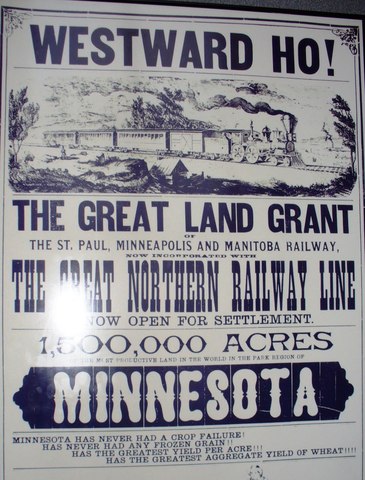 WESTWARD HO!
THE GREAT LAND GRANT
OF
THE ST. PAUL, MINNEAPOLIS AND MANITOBA RAILWAY,
NOW INCORPORATED WITH
THE GREAT NORTHERN RAILWAY LINE
NOW OPEN FOR SETTLEMENT.
1,500,000 ACRES
OF THE MOST PRODUCTIVE LAND IN THE WORLD IN THE PARK REGION OF
MINNESOTA
MINNESOTA HAS NEVER HAD A CROP FAILURE!
HAS NEVER HAD ANY FROZEN GRAIN!!
HAS THE GREATEST YIELD PER ACRE!!!
HAS THE GREATEST AGGREGATE YIELD OF WHEAT!!!!